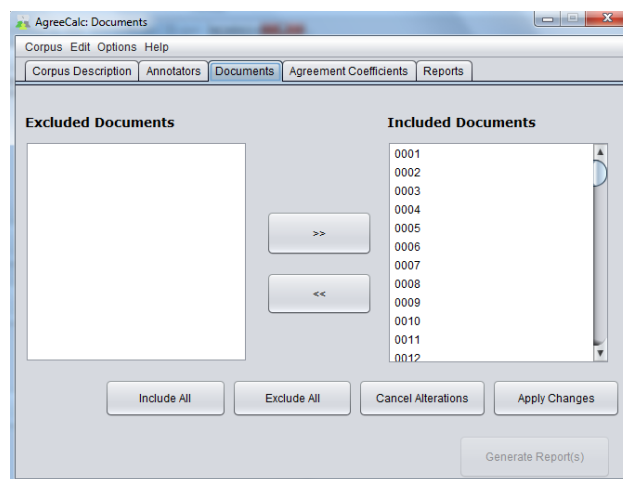 AgreeCalc: Documents
Corpus Edit Options Help
Corpus Description Annotators Documents Agreement Coefficients Reports
Excluded Documents
Included Documents
0001
0002
0003
0004
0005
0006
0007
0008
0009
0010
0011
0012
>>
<<
Include All Exclude All Cancel Alterations Apply Changes
Generate Report(s)